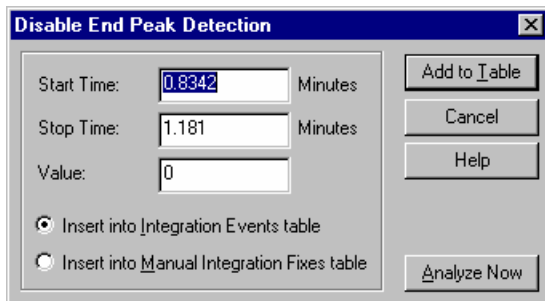 Disable End Peak Detection
Start Time: 0.8342 Minutes
Stop Time: 1.181 Minutes
Value: 0
Insert into Integration Events table
Insert into Manual Integration Fixes table
Add to Table
Cancel
Help
Analyze Now